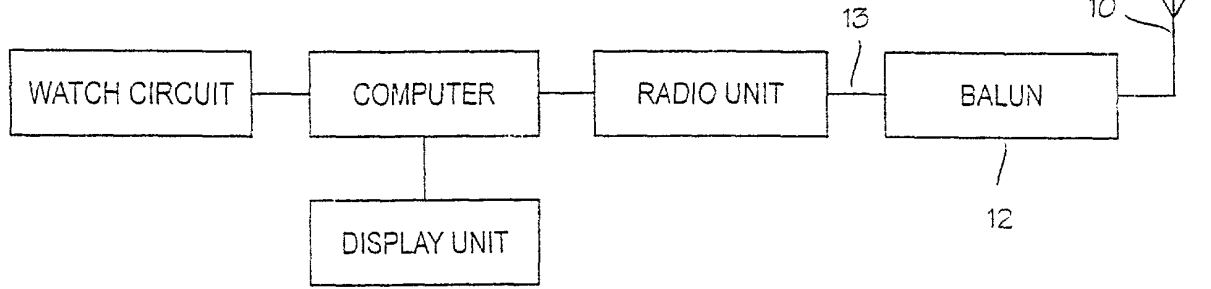 10
13
WATCH CIRCUIT
COMPUTER
RADIO UNIT
BALUN
12
DISPLAY UNIT